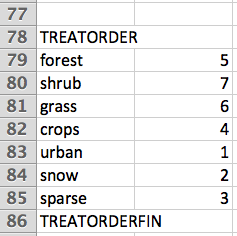 77
78 TREATORDER
79 forest 5
80 shrub 7
81 grass 6
82 crops 4
83 urban 1
84 snow 2
85 sparse 3
86 TREATORDERFIN